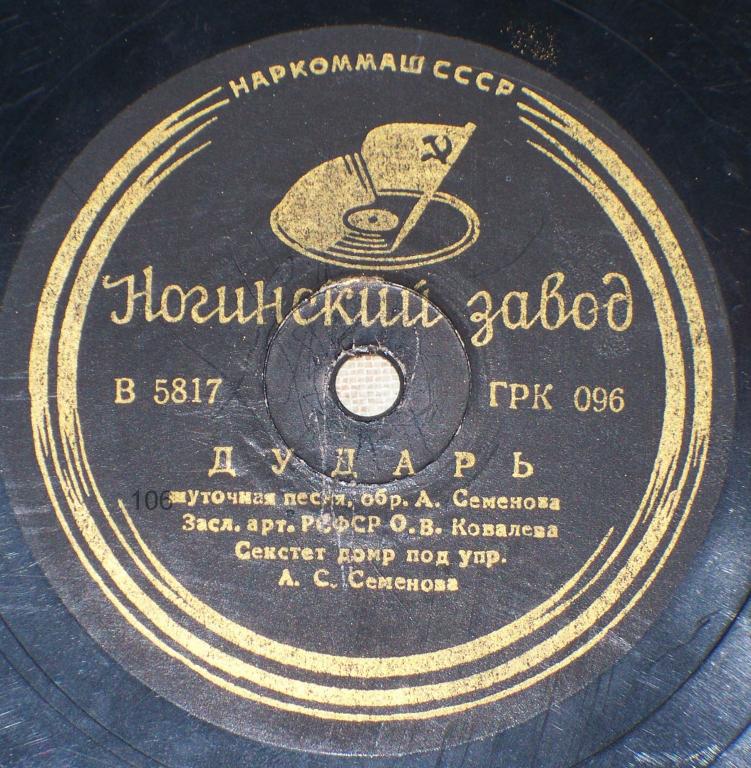 НАРКОММАШ СССР
Ногинский завод
В 5817 ГРК 096
ДУДАРЬ
106
шуточная песня, обр. А. Семенова
Засл. арт. РСФСР О. В. Ковалева
Секстет домр под упр.
А. С. Семенова